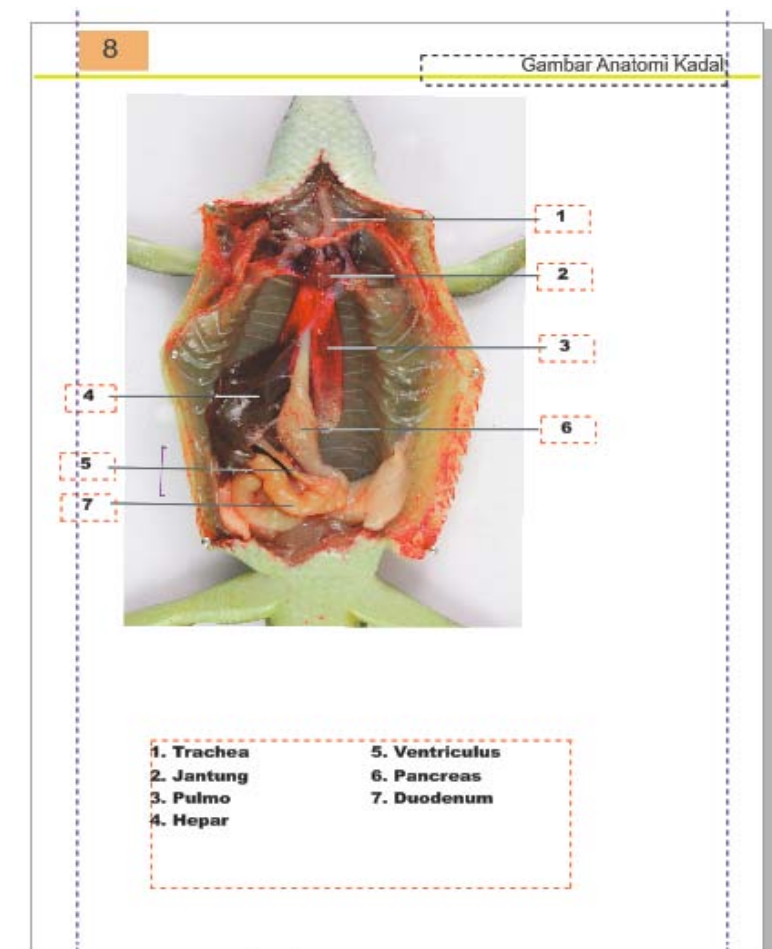 8
Gambar Anatomi Kadal
1
2
3
4
6
5
7
1. Trachea
2. Jantung
3. Pulmo
4. Hepar
5. Ventriculus
6. Pancreas
7. Duodenum